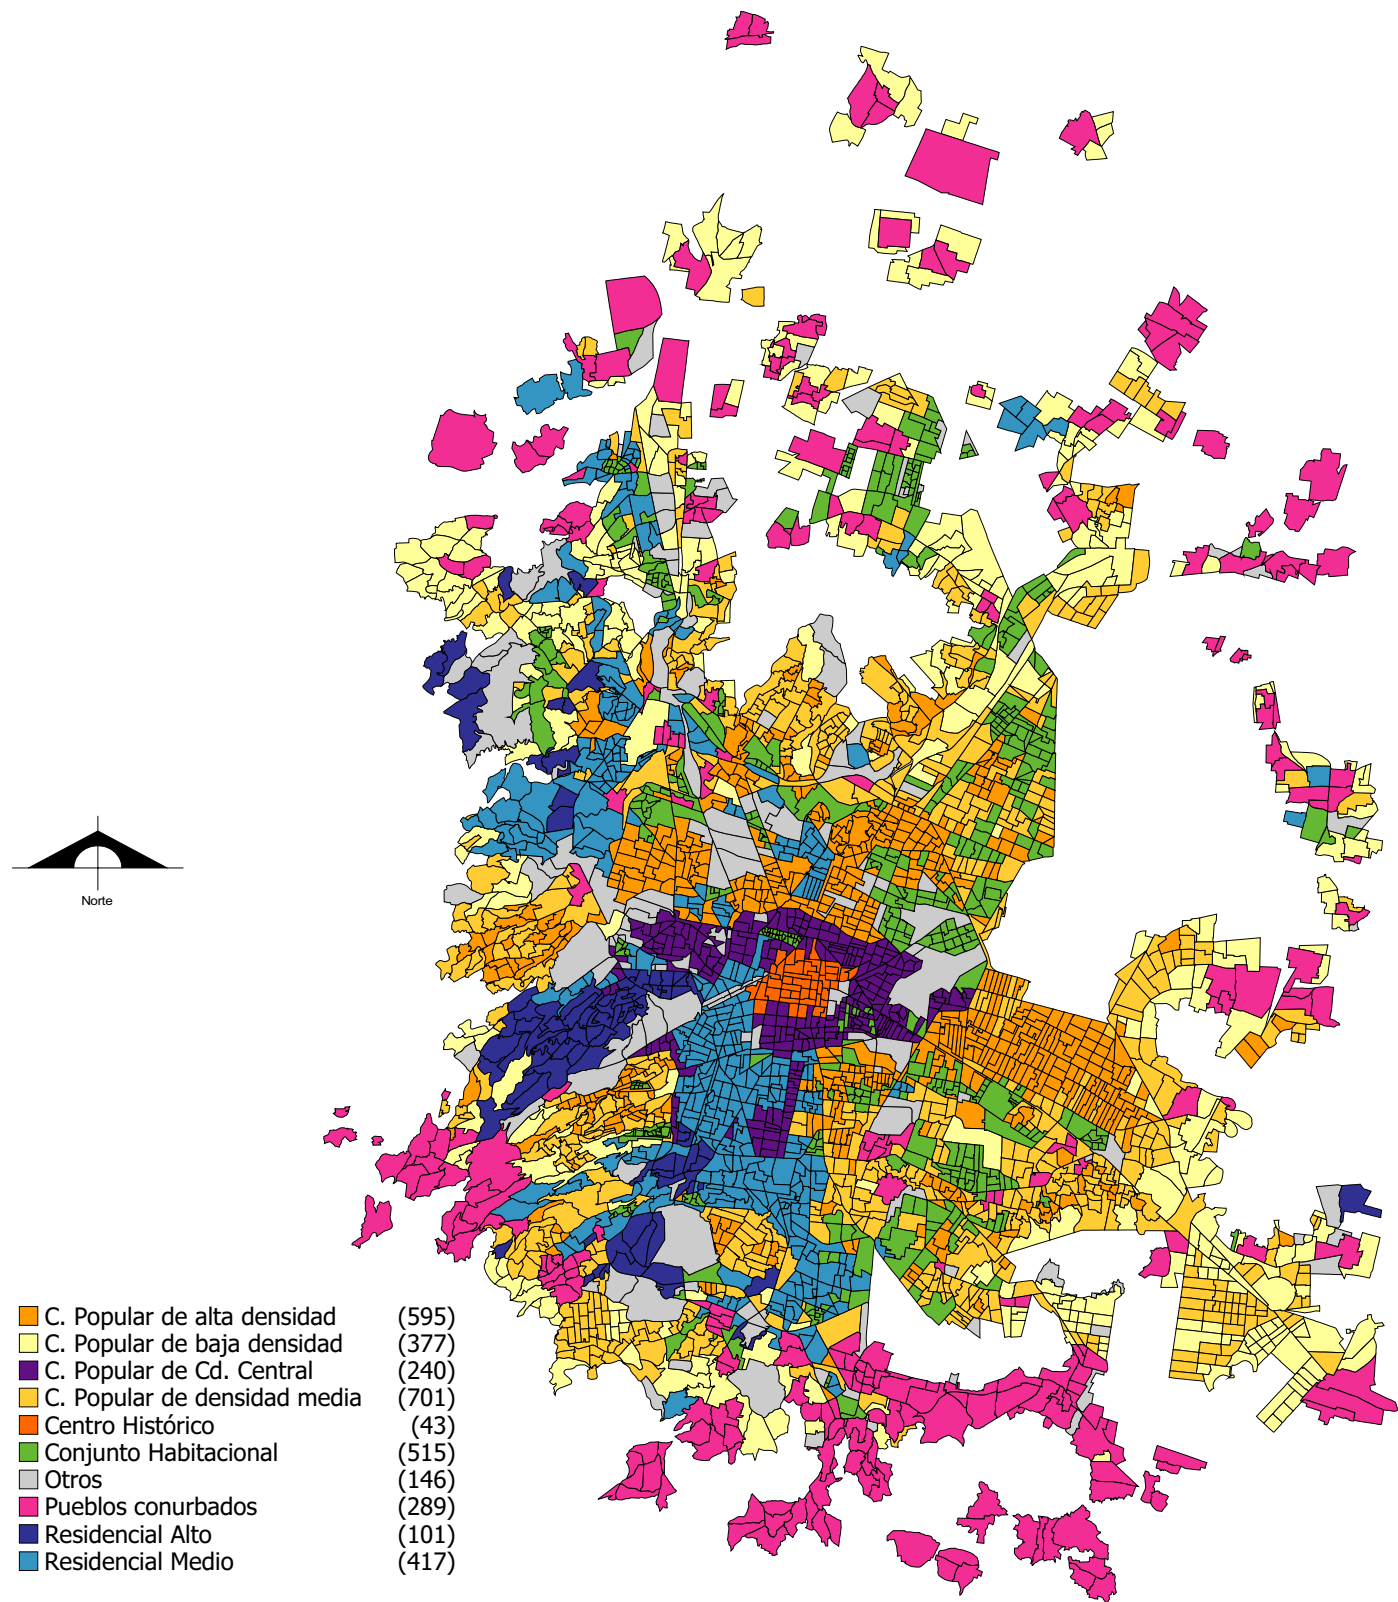 Norte
C. Popular de alta densidad (595)
C. Popular de baja densidad (377)
C. Popular de Cd. Central (240)
C. Popular de densidad media (701)
Centro Histórico (43)
Conjunto Habitacional (515)
Otros (146)
Pueblos conurbados (289)
Residencial Alto (101)
Residencial Medio (417)